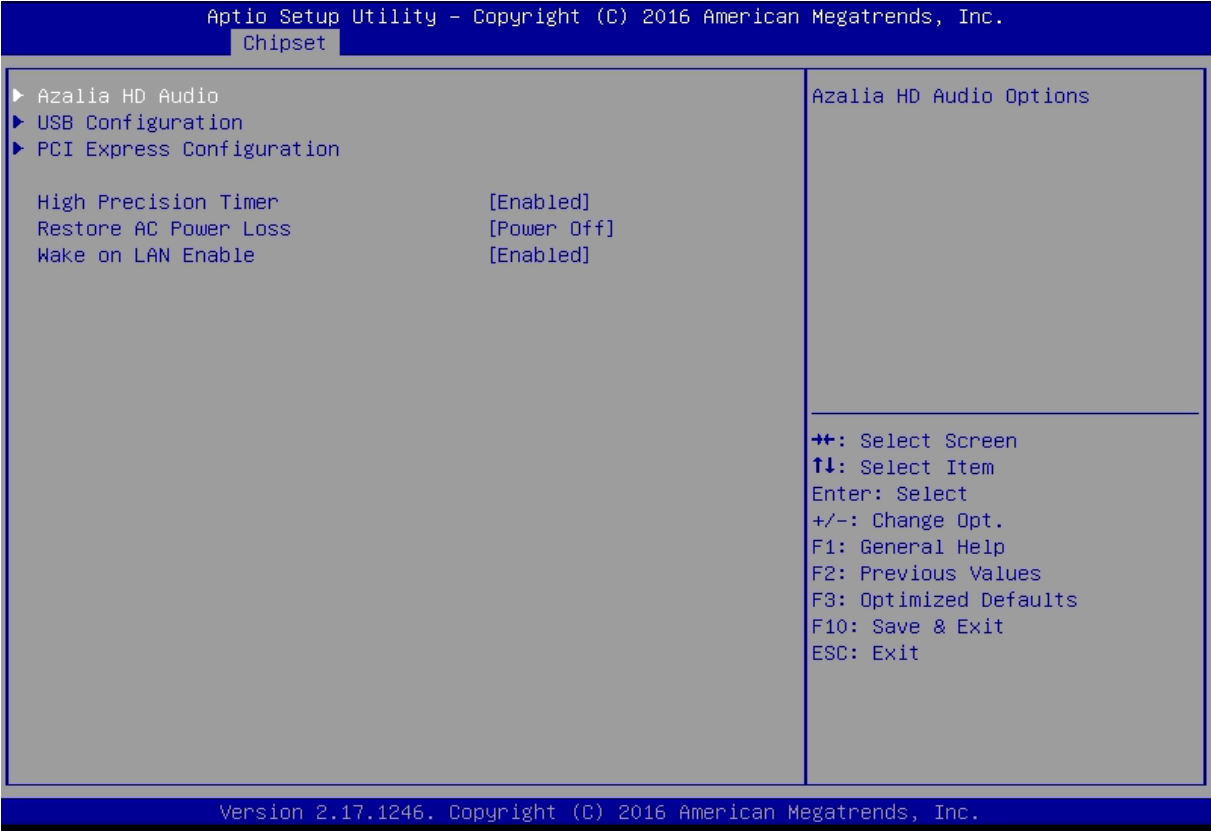 Aptio Setup Utility – Copyright (C) 2016 American Megatrends, Inc.
Chipset
▶ Azalia HD Audio
▶ USB Configuration
▶ PCI Express Configuration
High Precision Timer [Enabled]
Restore AC Power Loss [Power Off]
Wake on LAN Enable [Enabled]
Azalia HD Audio Options
→←: Select Screen
↑↓: Select Item
Enter: Select
+/-: Change Opt.
F1: General Help
F2: Previous Values
F3: Optimized Defaults
F10: Save & Exit
ESC: Exit
Version 2.17.1246. Copyright (C) 2016 American Megatrends, Inc.